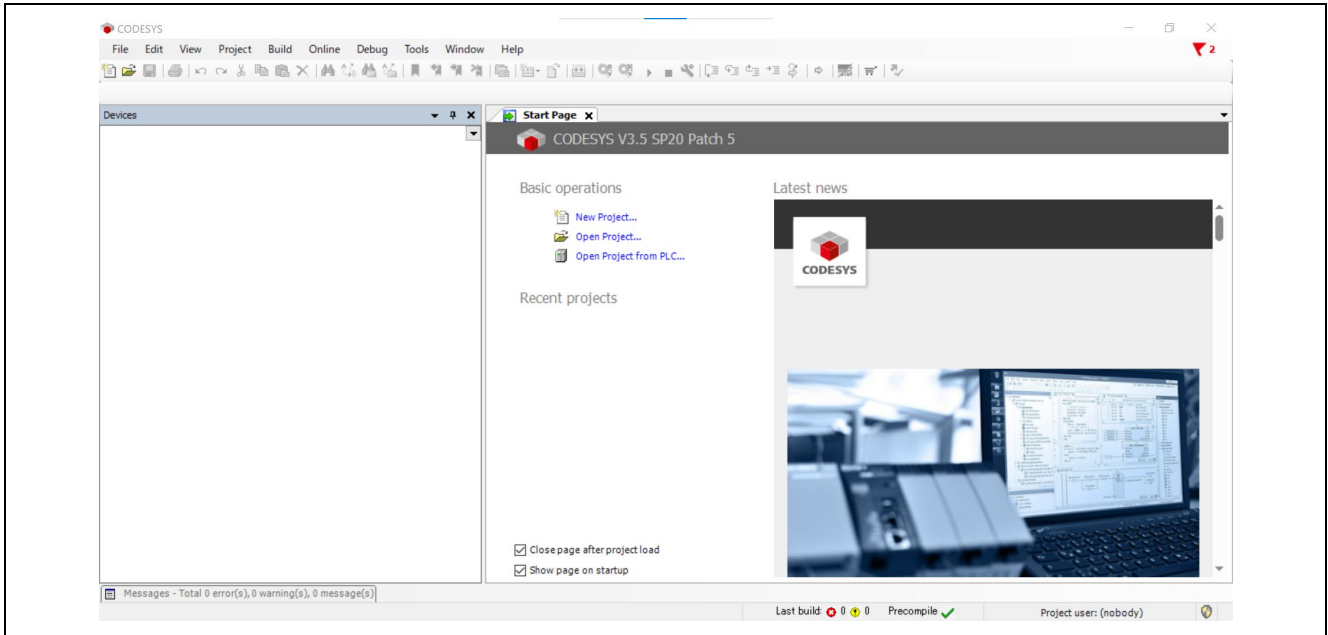 CODESYS
File Edit View Project Build Online Debug Tools Window Help
2
Devices
Start Page
CODESYS V3.5 SP20 Patch 5
Basic operations
New Project...
Open Project...
Open Project from PLC...
Recent projects
Latest news
CODESYS
Close page after project load
Show page on startup
Messages - Total 0 error(s), 0 warning(s), 0 message(s)
Last build: 0 0 Precompile Project user: (nobody)